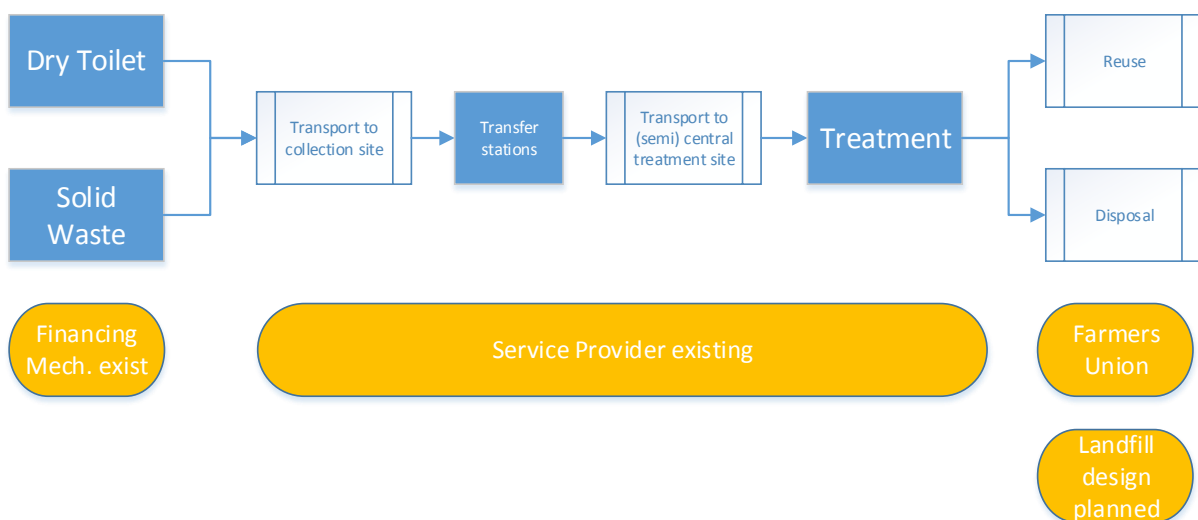 Dry Toilet
Solid
Waste
Transport to
collection site
Transfer
stations
Transport to
(semi) central
treatment site
Treatment
Reuse
Disposal
Financing
Mech. exist
Service Provider existing
Farmers
Union
Landfill
design
planned